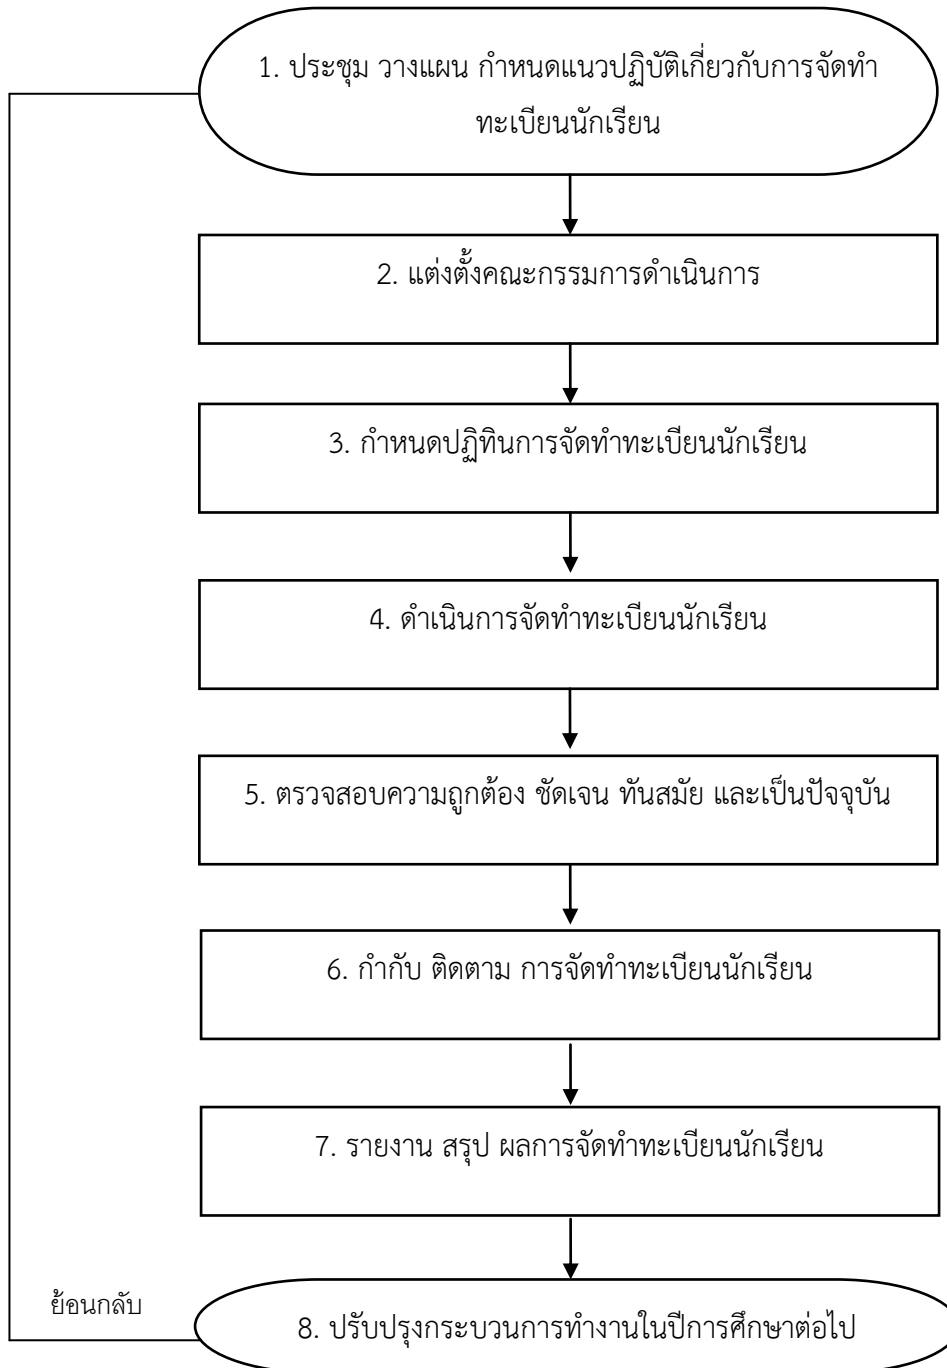 1. ประชุม วางแผน กำหนดแนวปฏิบัติเกี่ยวกับการจัดทำ
ทะเบียนนักเรียน
2. แต่งตั้งคณะกรรมการดำเนินการ
3. กำหนดปฏิทินการจัดทำทะเบียนนักเรียน
4. ดำเนินการจัดทำทะเบียนนักเรียน
5. ตรวจสอบความถูกต้อง ชัดเจน ทันสมัย และเป็นปัจจุบัน
6. กำกับ ติดตาม การจัดทำทะเบียนนักเรียน
7. รายงาน สรุป ผลการจัดทำทะเบียนนักเรียน
ย้อนกลับ
8. ปรับปรุงกระบวนการทำงานในปีการศึกษาต่อไป